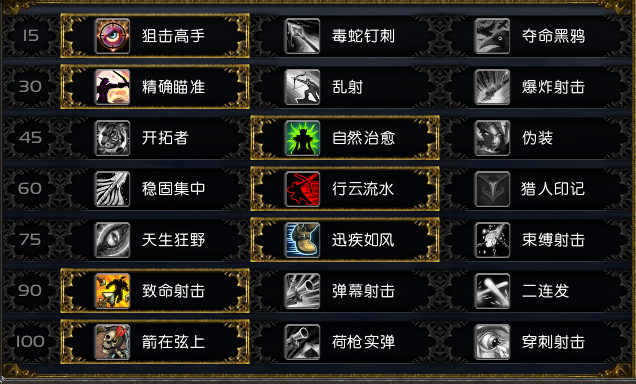 15 狙击高手 毒蛇钉刺 夺命黑鸦
30 精确瞄准 乱射 爆炸射击
45 开拓者 自然治愈 伪装
60 稳固集中 行云流水 猎人印记
75 天生狂野 迅疾如风 束缚射击
90 致命射击 弹幕射击 二连发
100 箭在弦上 荷枪实弹 穿刺射击